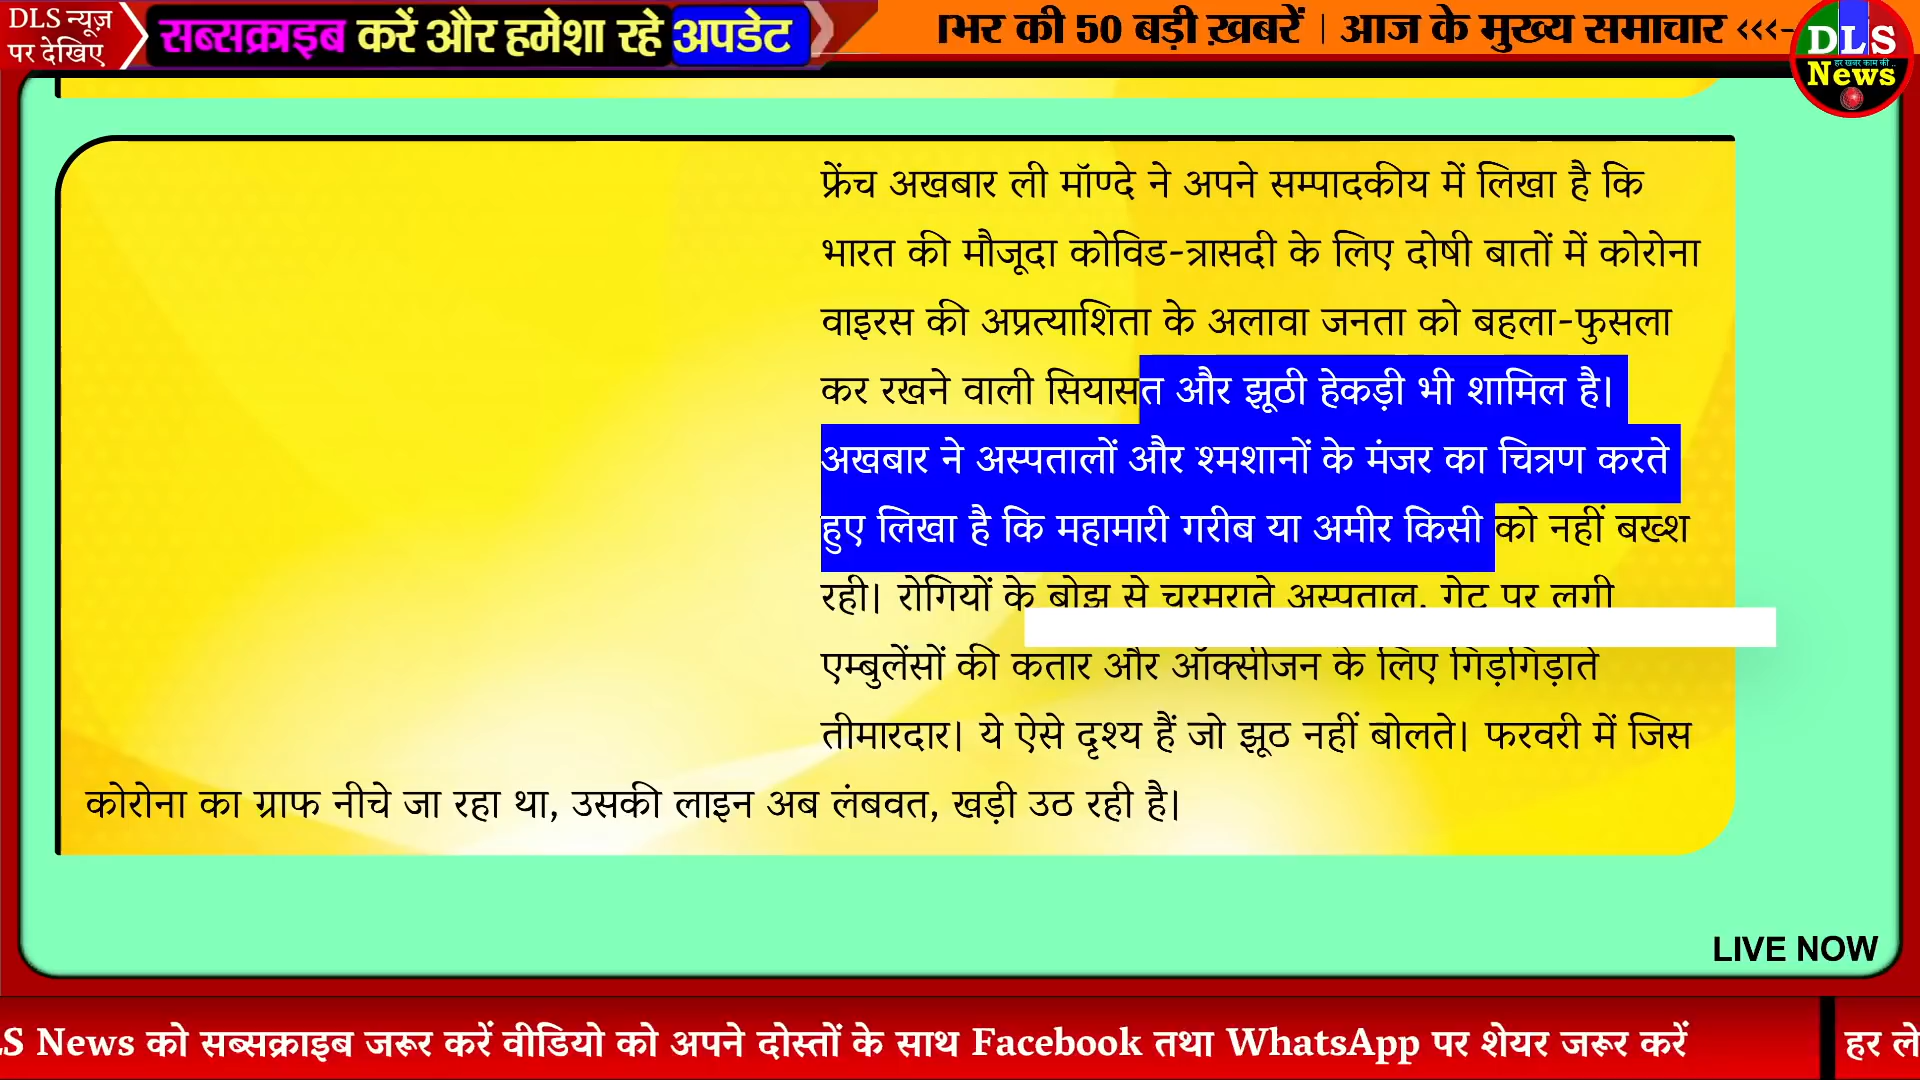 DLS न्यूज़
पर देखिए
सब्सक्राइब करें और हमेशा रहे अपडेट
भर की 50 बड़ी ख़बरें | आज के मुख्य समाचार <<<-
DLS
हर खबर काम की ..
News
फ्रेंच अखबार ली मॉण्दे ने अपने सम्पादकीय में लिखा है कि
भारत की मौजूदा कोविड-त्रासदी के लिए दोषी बातों में कोरोना
वाइरस की अप्रत्याशिता के अलावा जनता को बहला-फुसला
कर रखने वाली सियासत और झूठी हेकड़ी भी शामिल है।
अखबार ने अस्पतालों और श्मशानों के मंजर का चित्रण करते
हुए लिखा है कि महामारी गरीब या अमीर किसी को नहीं बख्श
रही। रोगियों के बोझ से चरमराते अस्पताल, गेट पर लगी
एम्बुलेंसों की कतार और ऑक्सीजन के लिए गिड़गिड़ाते
तीमारदार। ये ऐसे दृश्य हैं जो झूठ नहीं बोलते। फरवरी में जिस
कोरोना का ग्राफ नीचे जा रहा था, उसकी लाइन अब लंबवत, खड़ी उठ रही है।
LIVE NOW
LS News को सब्सक्राइब जरूर करें वीडियो को अपने दोस्तों के साथ Facebook तथा WhatsApp पर शेयर जरूर करें
हर ले